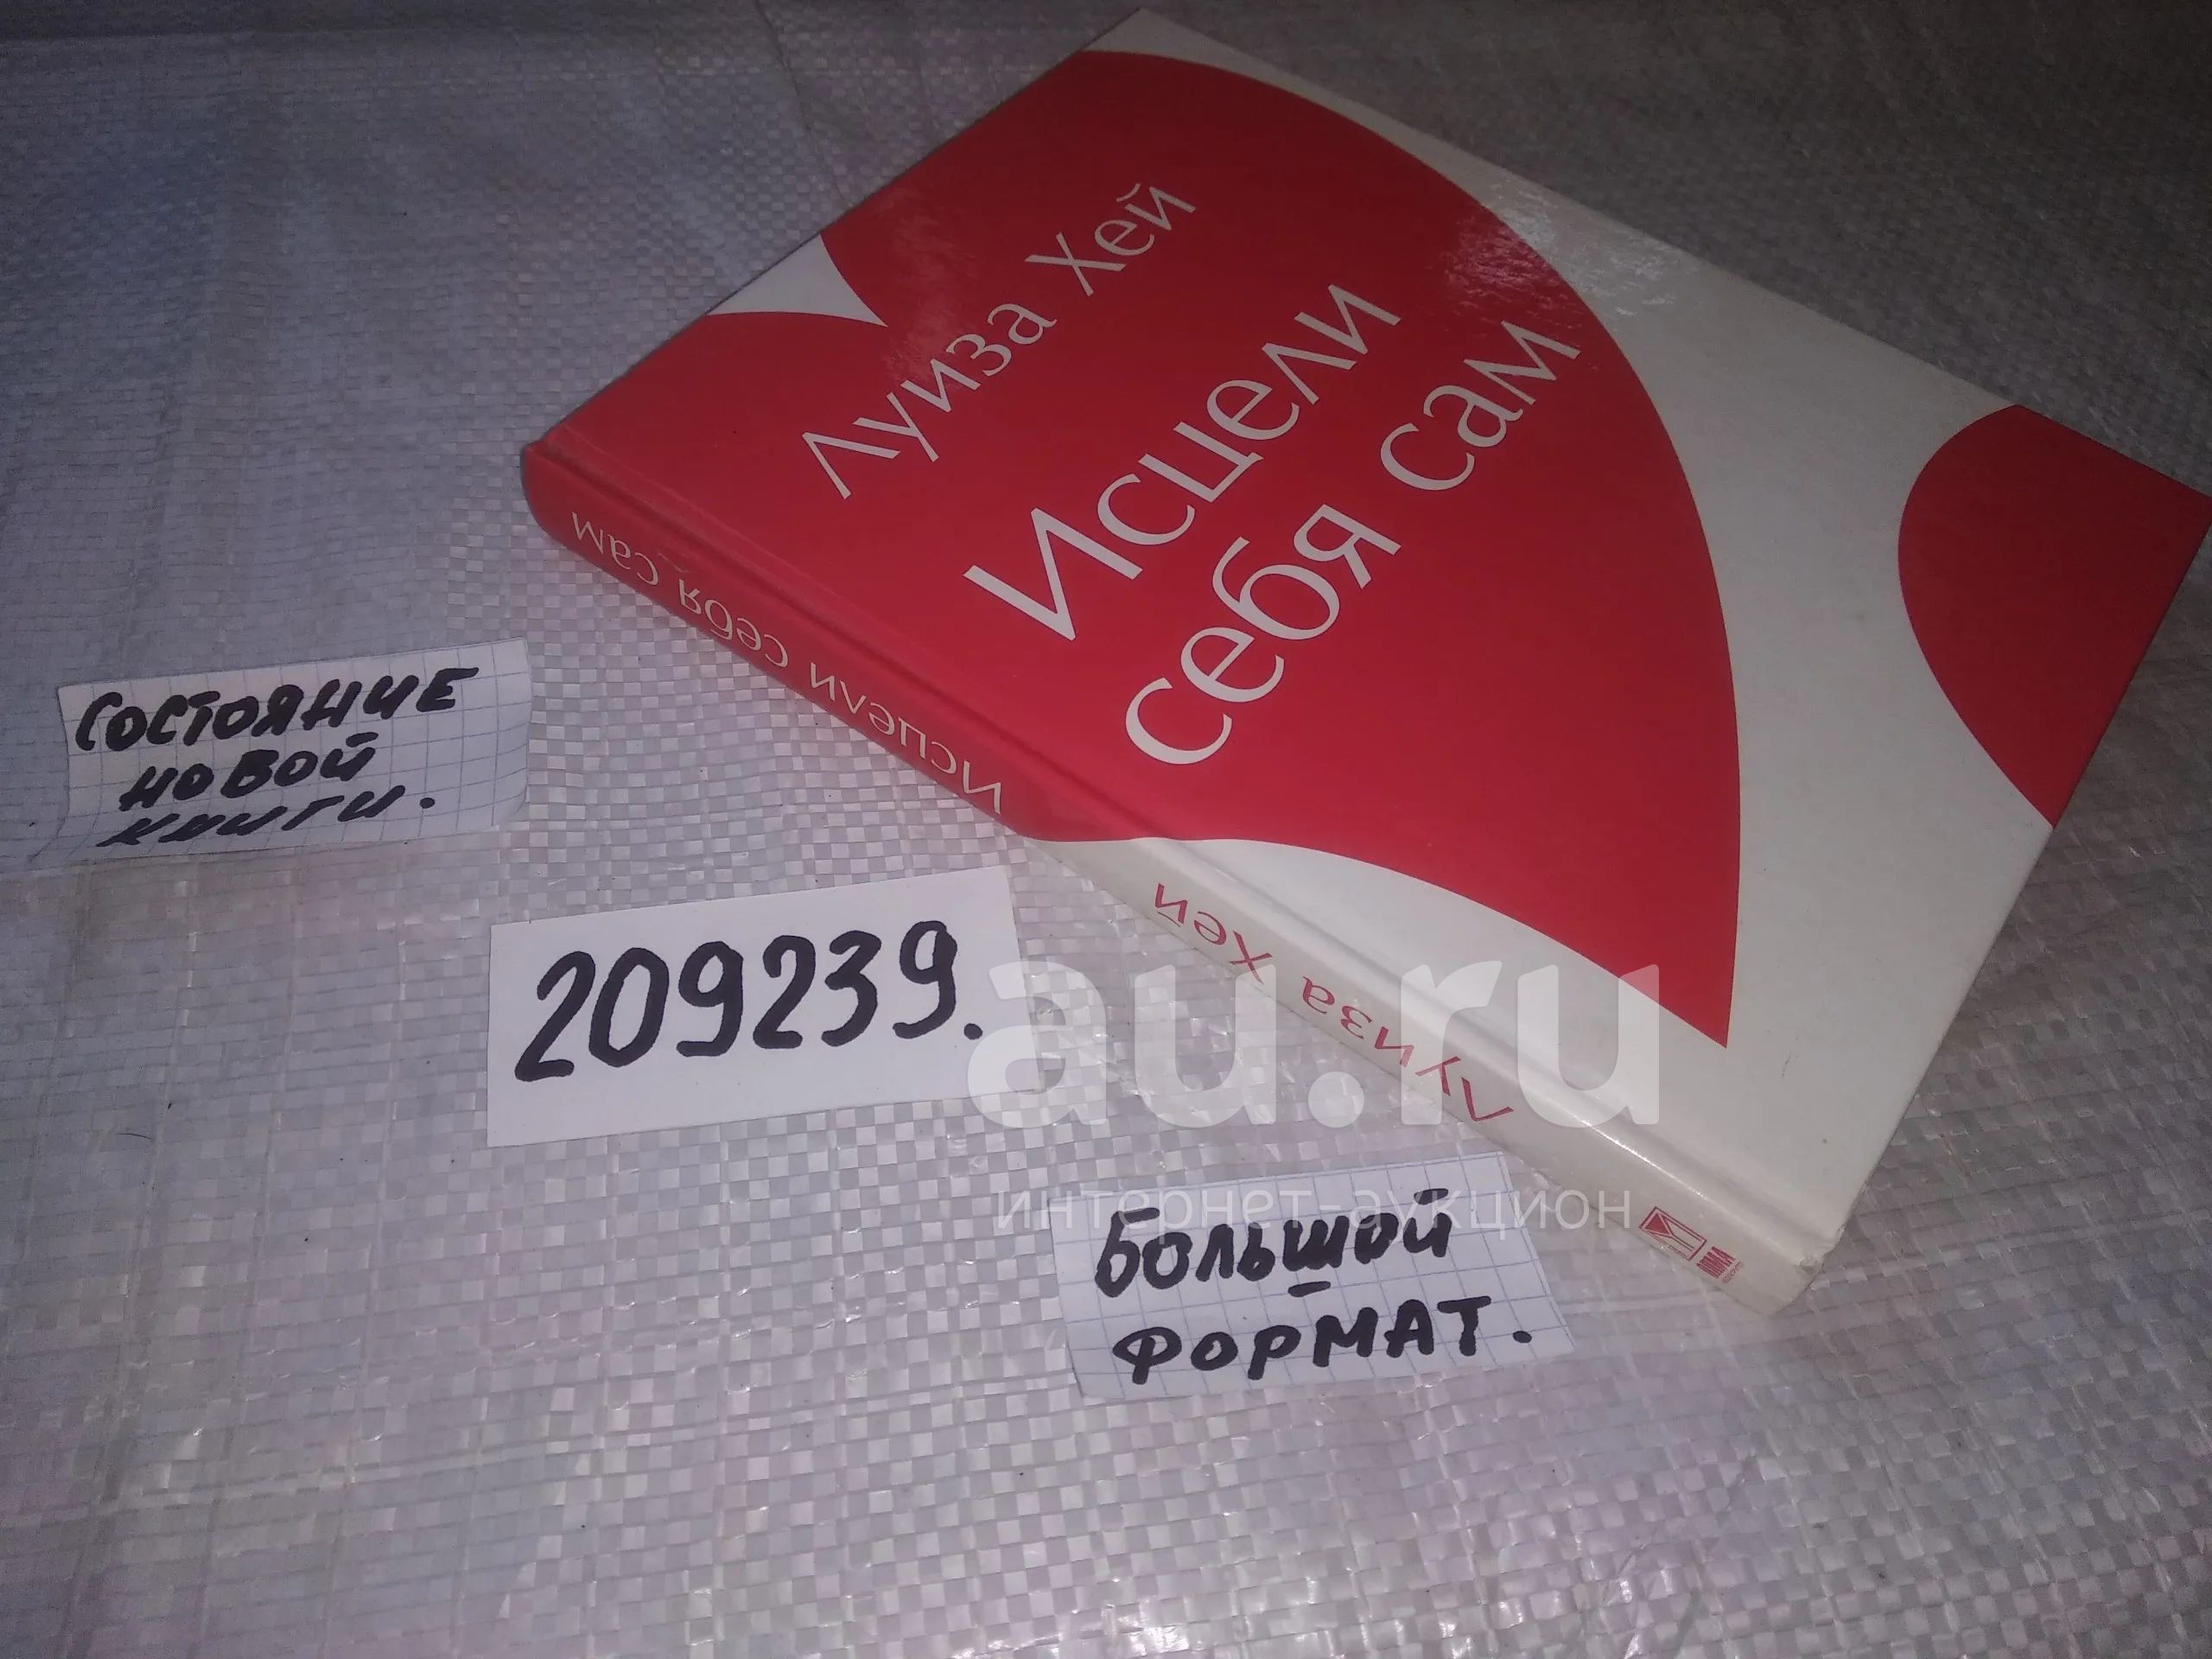 Луиза Хей
Исцели
себя сам
Исцели себя сам
Луиза Хей
СОСТОЯНИЕ
НОВОЙ
КНИГИ.
209239.
au.ru
интернет-аукцион
БОЛЬШОЙ
ФОРМАТ.